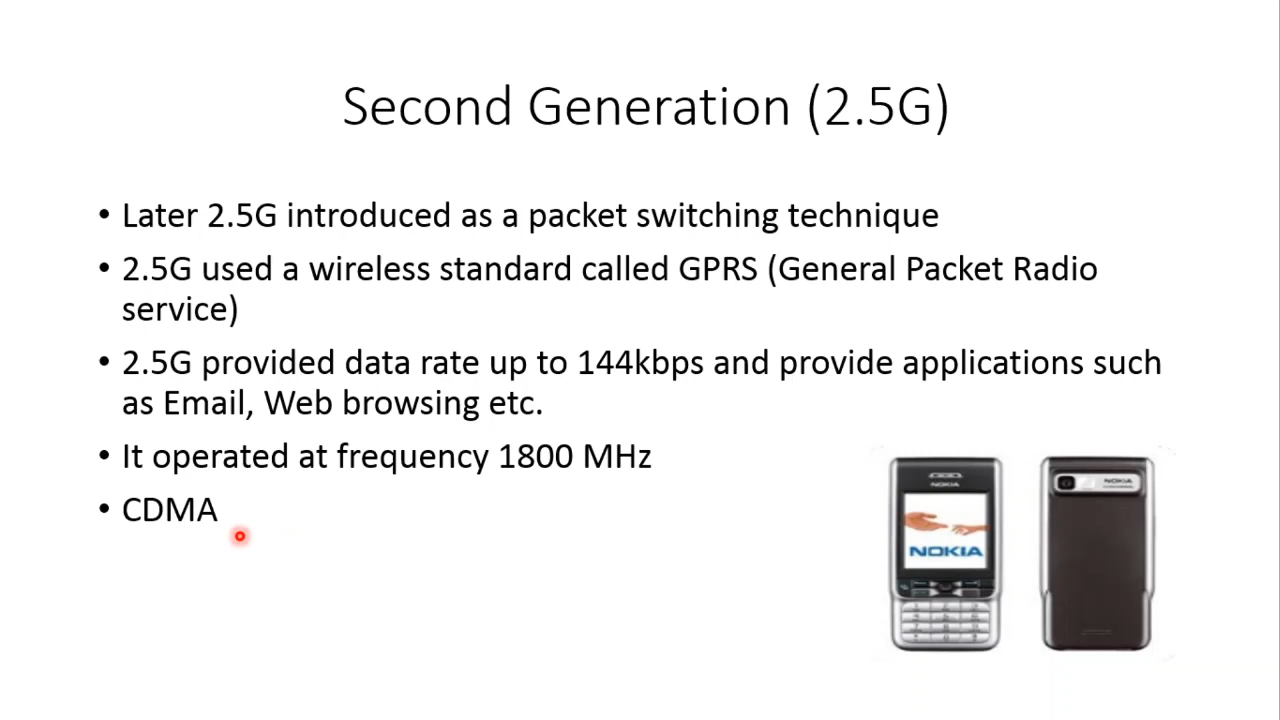 Second Generation (2.5G)
• Later 2.5G introduced as a packet switching technique
• 2.5G used a wireless standard called GPRS (General Packet Radio
service)
• 2.5G provided data rate up to 144kbps and provide applications such
as Email, Web browsing etc.
• It operated at frequency 1800 MHz
• CDMA
NOKIA
NOKIA
NOKIA